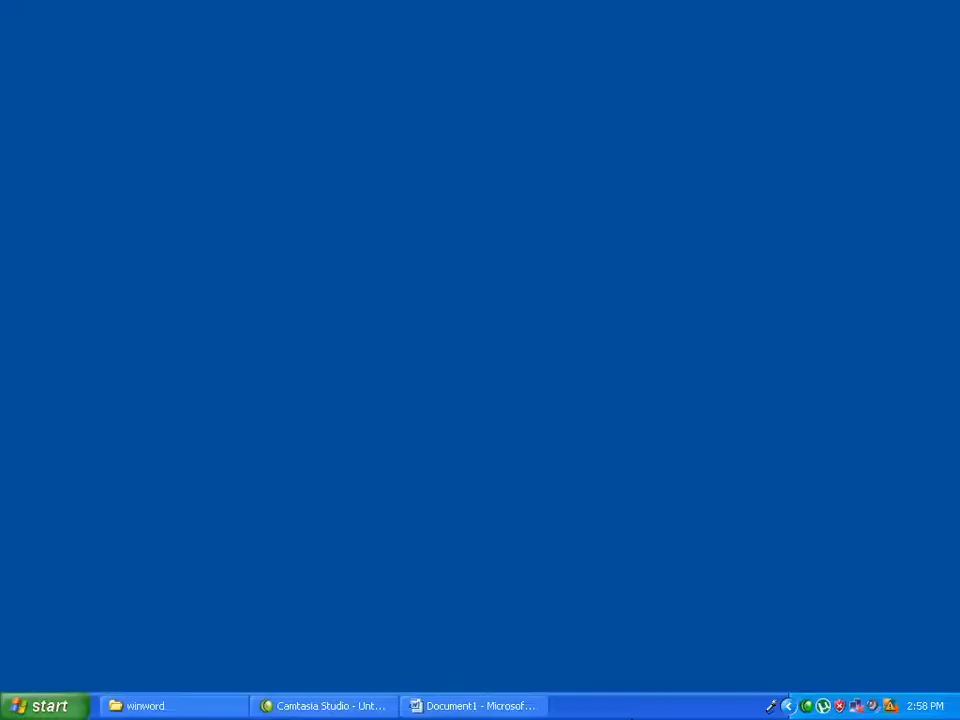 start
winword
Camtasia Studio - Unt...
Document1 - Microsof...
2:58 PM